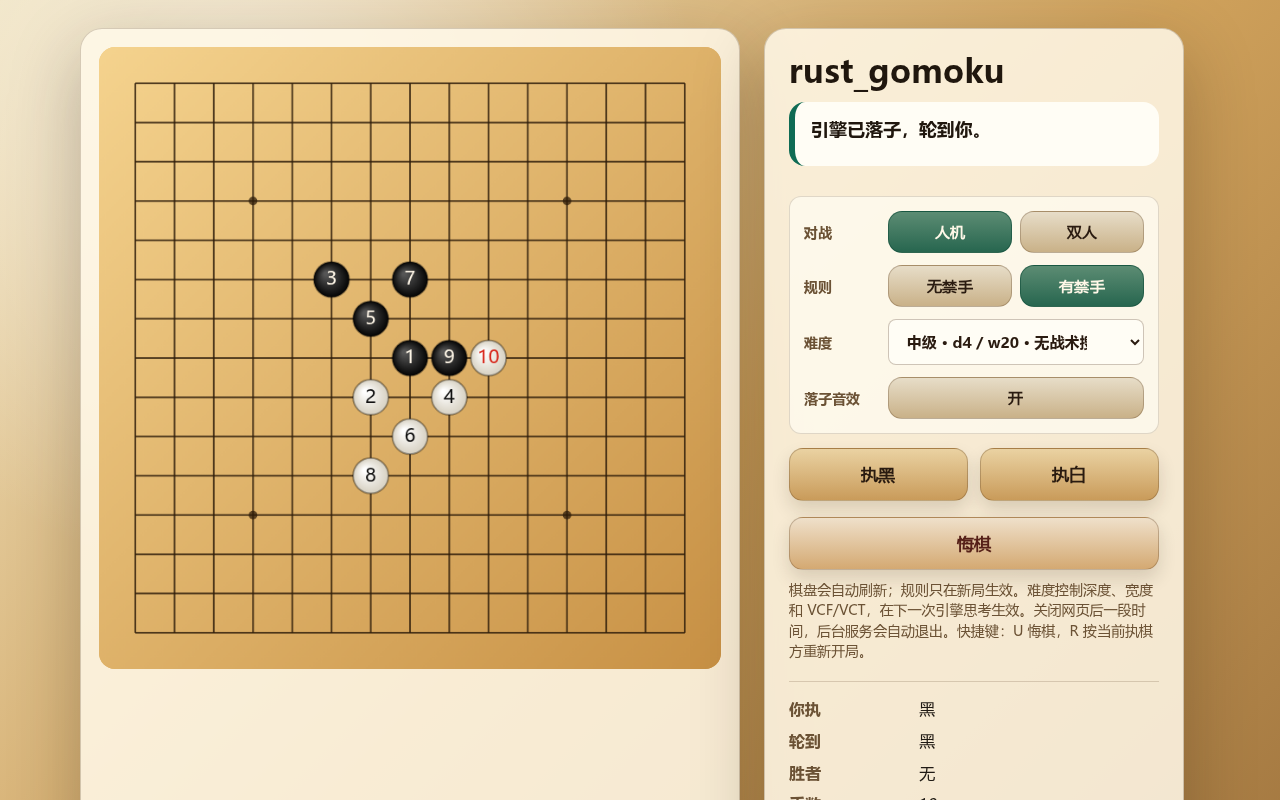 rust_gomoku
引擎已落子，轮到你。
对战 人机 双人
规则 无禁手 有禁手
难度 中级 • d4 / w20 • 无战术
落子音效 开
执黑 执白
悔棋
棋盘会自动刷新；规则只在新局生效。难度控制深度、宽度
和 VCF/VCT，在下一次引擎思考生效。关闭网页后一段时
间，后台服务会自动退出。快捷键：U 悔棋，R 按当前执棋
方重新开局。
你执 黑
轮到 黑
胜者 无
3 7
5
1 9 10
2 4
6
8